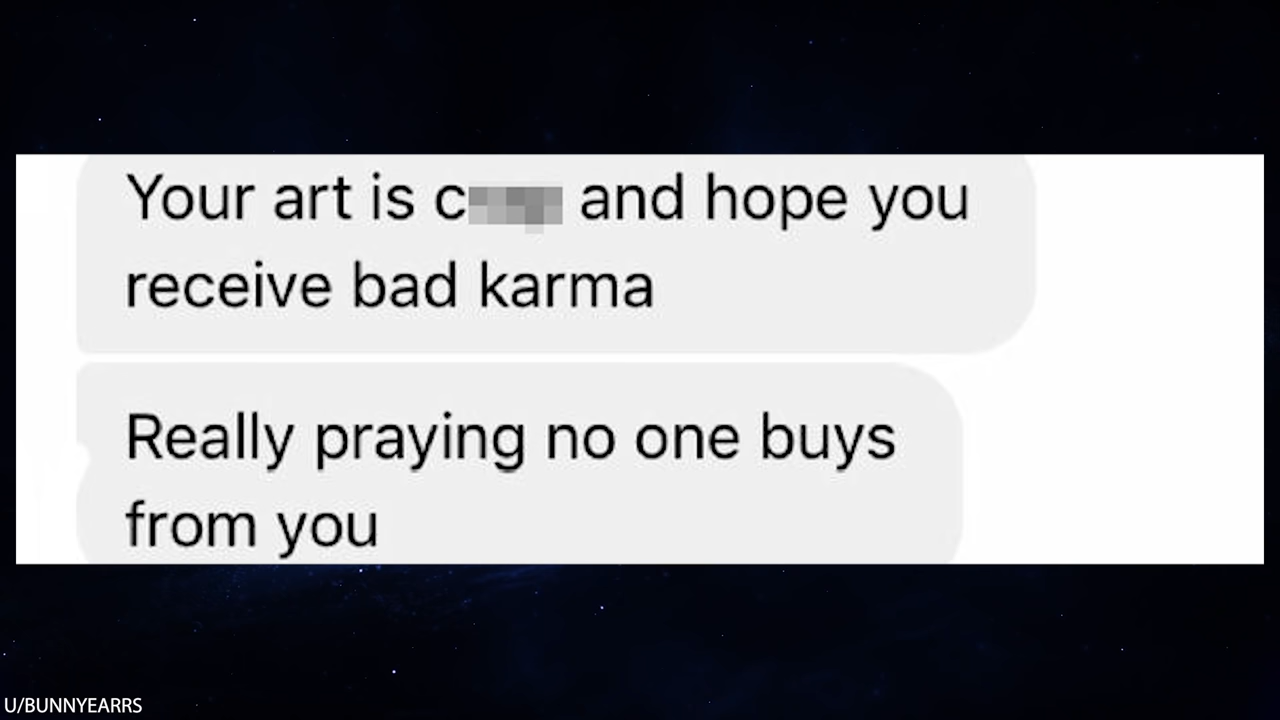 Your art is c and hope you
receive bad karma
Really praying no one buys
from you
U/BUNNYEARRS